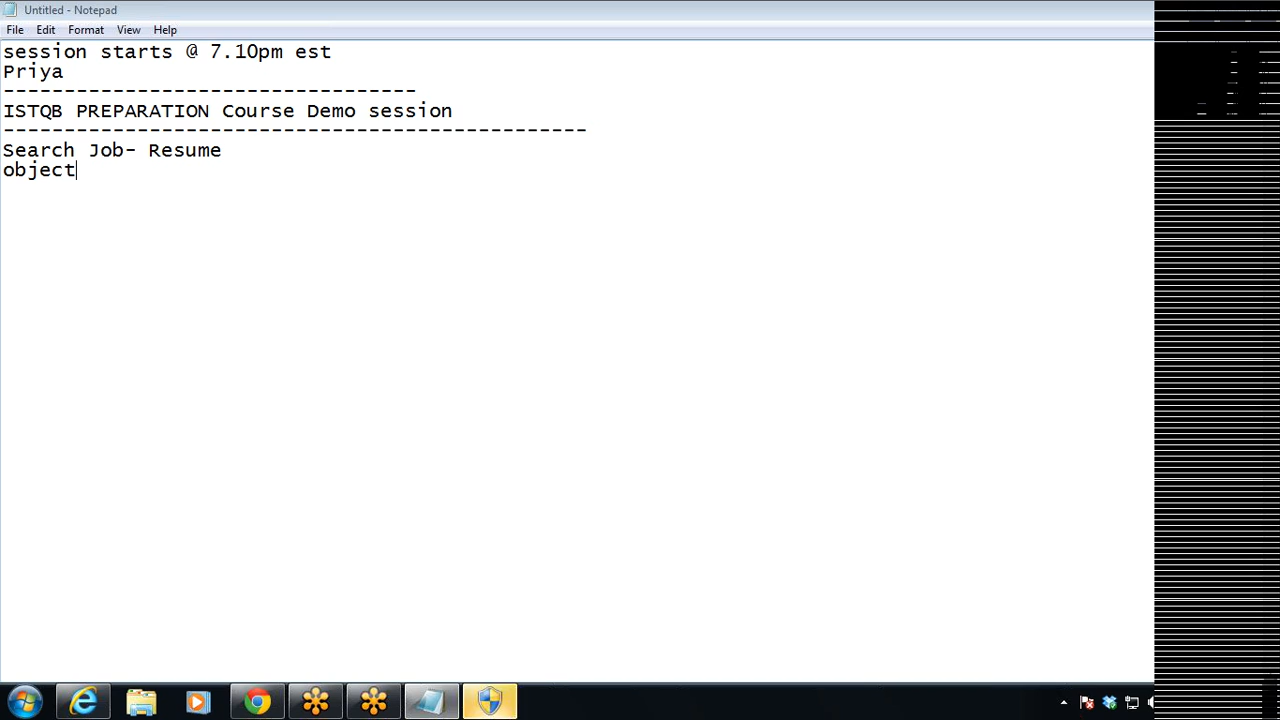 Untitled - Notepad
File Edit Format View Help
session starts @ 7.10pm est
Priya
----------------------------------
ISTQB PREPARATION Course Demo session
------------------------------------------------
Search Job- Resume
object